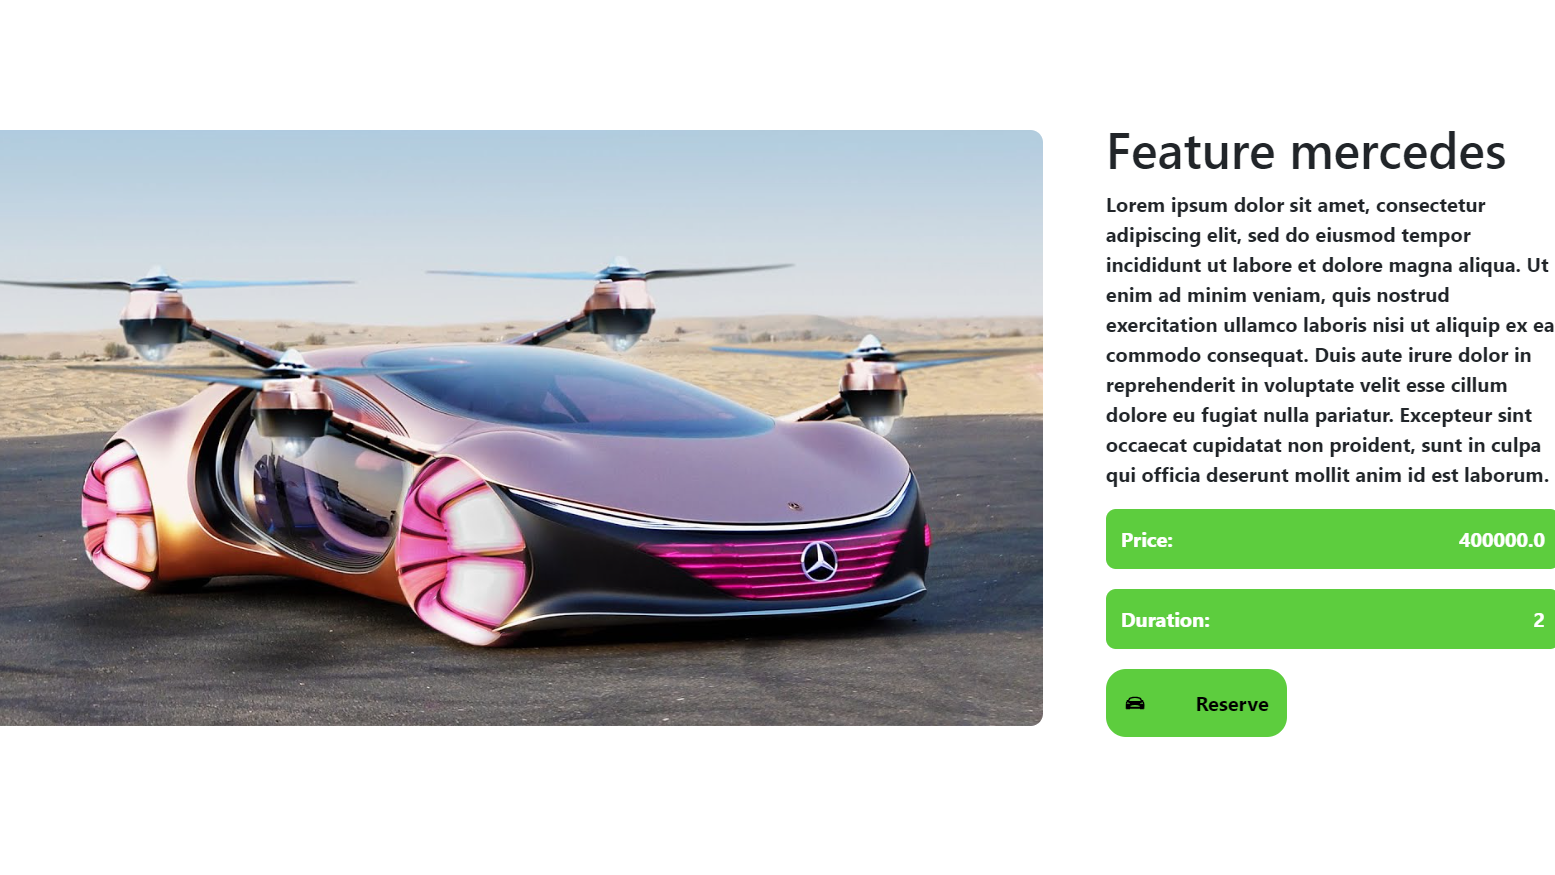 Feature mercedes
Lorem ipsum dolor sit amet, consectetur
adipiscing elit, sed do eiusmod tempor
incididunt ut labore et dolore magna aliqua. Ut
enim ad minim veniam, quis nostrud
exercitation ullamco laboris nisi ut aliquip ex ea
commodo consequat. Duis aute irure dolor in
reprehenderit in voluptate velit esse cillum
dolore eu fugiat nulla pariatur. Excepteur sint
occaecat cupidatat non proident, sunt in culpa
qui officia deserunt mollit anim id est laborum.
Price: 400000.0
Duration: 2
Reserve